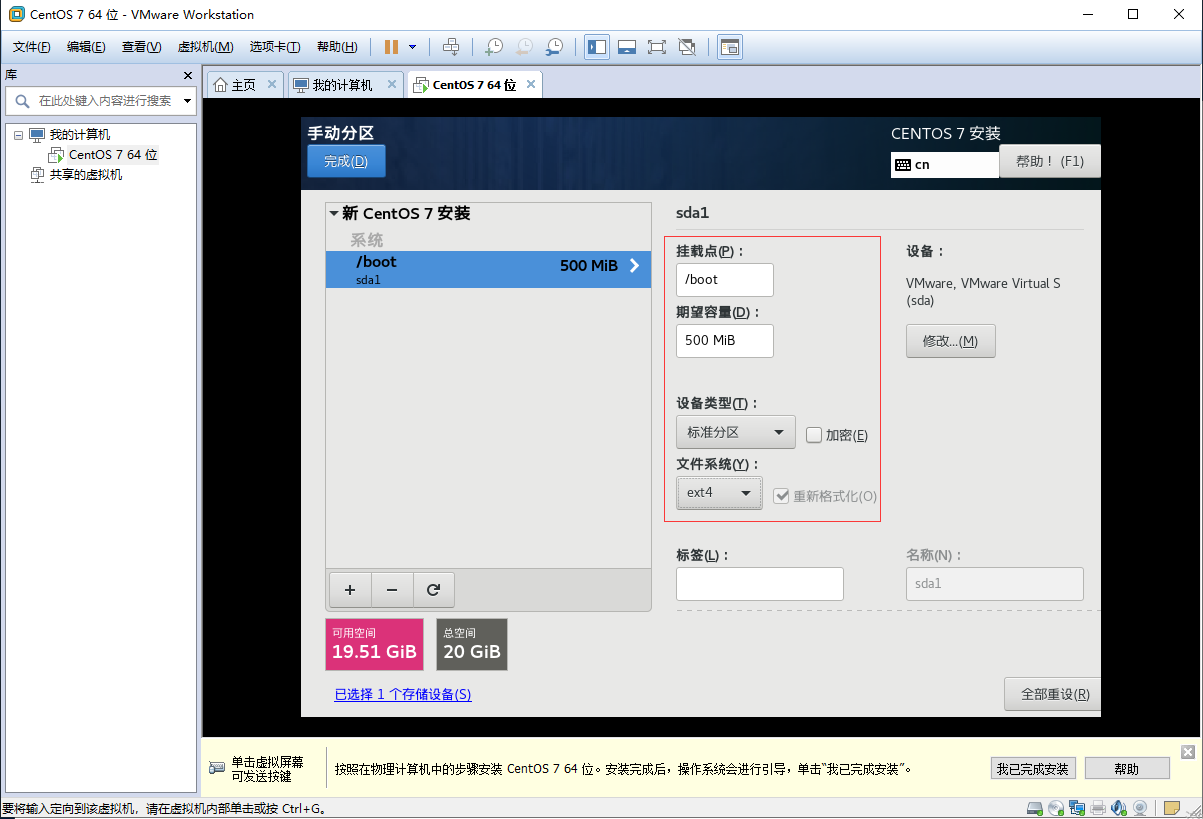 CentOS 7 64 位 - VMware Workstation
文件(F) 编辑(E) 查看(V) 虚拟机(M) 选项卡(T) 帮助(H)
库
在此处键入内容进行搜索
我的计算机
CentOS 7 64 位
共享的虚拟机
主页 我的计算机 CentOS 7 64 位
手动分区
完成(D)
CENTOS 7 安装
cn
帮助！ (F1)
新 CentOS 7 安装
系统
/boot 500 MiB
sda1
sda1
挂载点(P)：
/boot
期望容量(D)：
500 MiB
设备类型(T)：
标准分区 加密(E)
文件系统(Y)：
ext4 重新格式化(O)
设备：
VMware, VMware Virtual S
(sda)
修改...(M)
标签(L)： 名称(N)：
sda1
+ − 
可用空间
19.51 GiB
总空间
20 GiB
已选择 1 个存储设备(S)
全部重设(R)
单击虚拟屏幕
可发送按键
按照在物理计算机中的步骤安装 CentOS 7 64 位。安装完成后，操作系统会进行引导，单击“我已完成安装”。
我已完成安装 帮助
要将输入定向到该虚拟机，请在虚拟机内部单击或按 Ctrl+G。